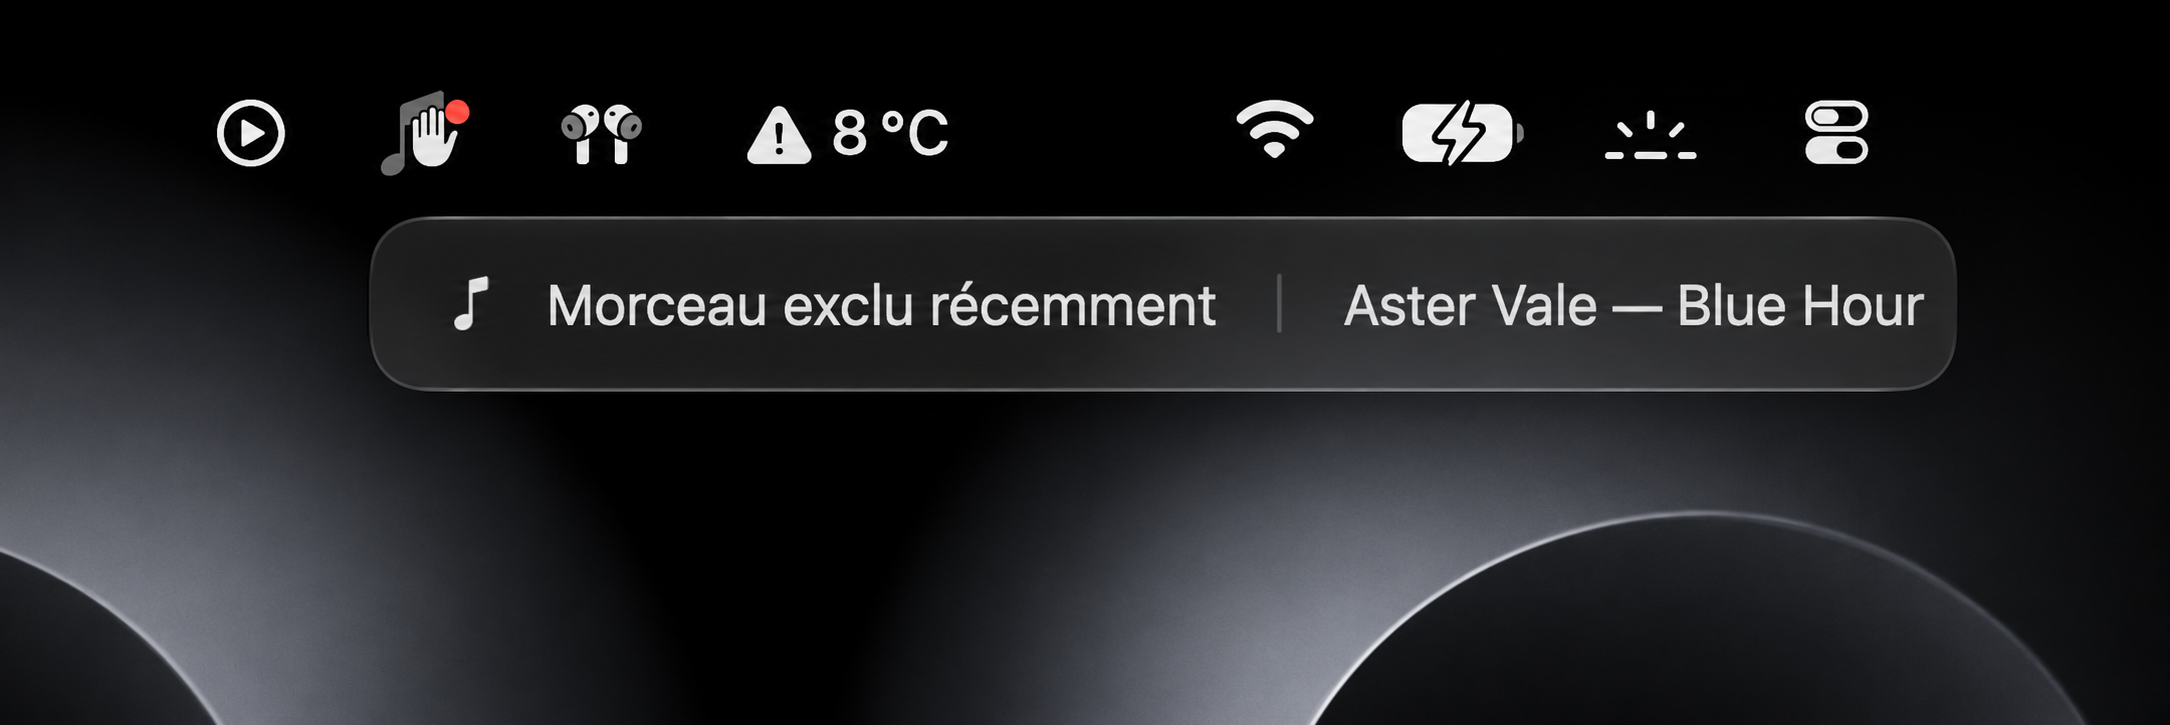 8 °C
Morceau exclu récemment | Aster Vale — Blue Hour